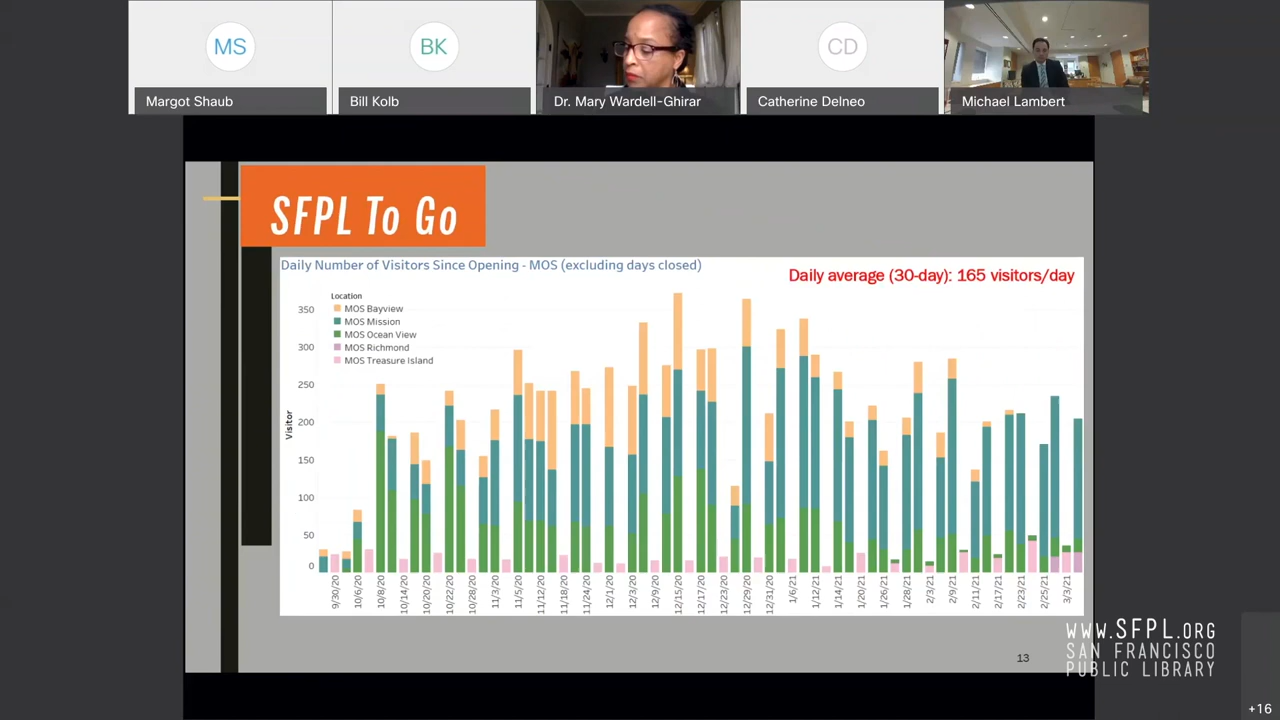 MS
BK
CD
Margot Shaub
Bill Kolb
Dr. Mary Wardell-Ghirar
Catherine Delneo
Michael Lambert
SFPL To Go
Daily Number of Visitors Since Opening - MOS (excluding days closed)
Daily average (30-day): 165 visitors/day
Location
MOS Bayview
MOS Mission
MOS Ocean View
MOS Richmond
MOS Treasure Island
Visitor
350
300
250
200
150
100
50
0
9/30/20
10/6/20
10/8/20
10/14/20
10/20/20
10/22/20
10/28/20
11/3/20
11/5/20
11/12/20
11/18/20
11/24/20
12/1/20
12/3/20
12/9/20
12/15/20
12/17/20
12/23/20
12/29/20
12/31/20
1/6/21
1/12/21
1/14/21
1/20/21
1/26/21
1/28/21
2/3/21
2/9/21
2/11/21
2/17/21
2/23/21
2/25/21
3/3/21
13
WWW.SFPL.ORG
SAN FRANCISCO
PUBLIC LIBRARY
+16